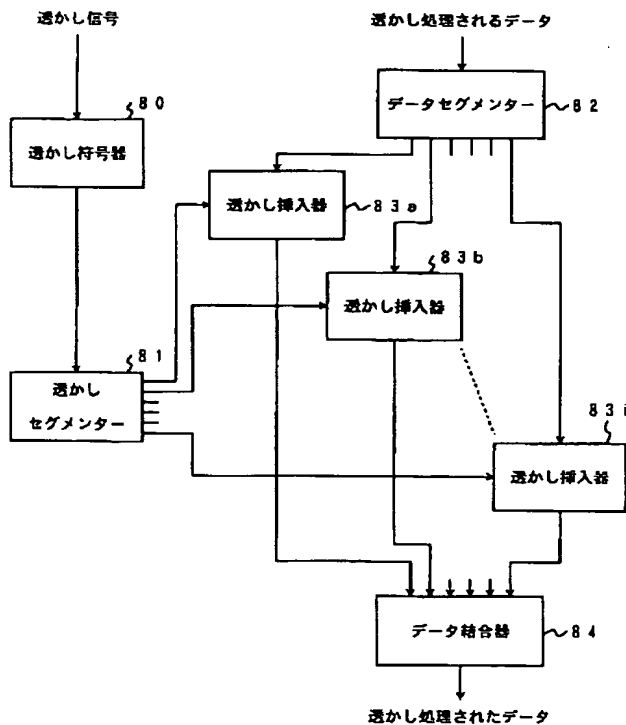 透かし信号
透かし処理されるデータ
80
透かし符号器
データセグメンター
82
透かし挿入器
83a
83b
透かし挿入器
81
透かし
セグメンター
83i
透かし挿入器
データ結合器
84
透かし処理されたデータ